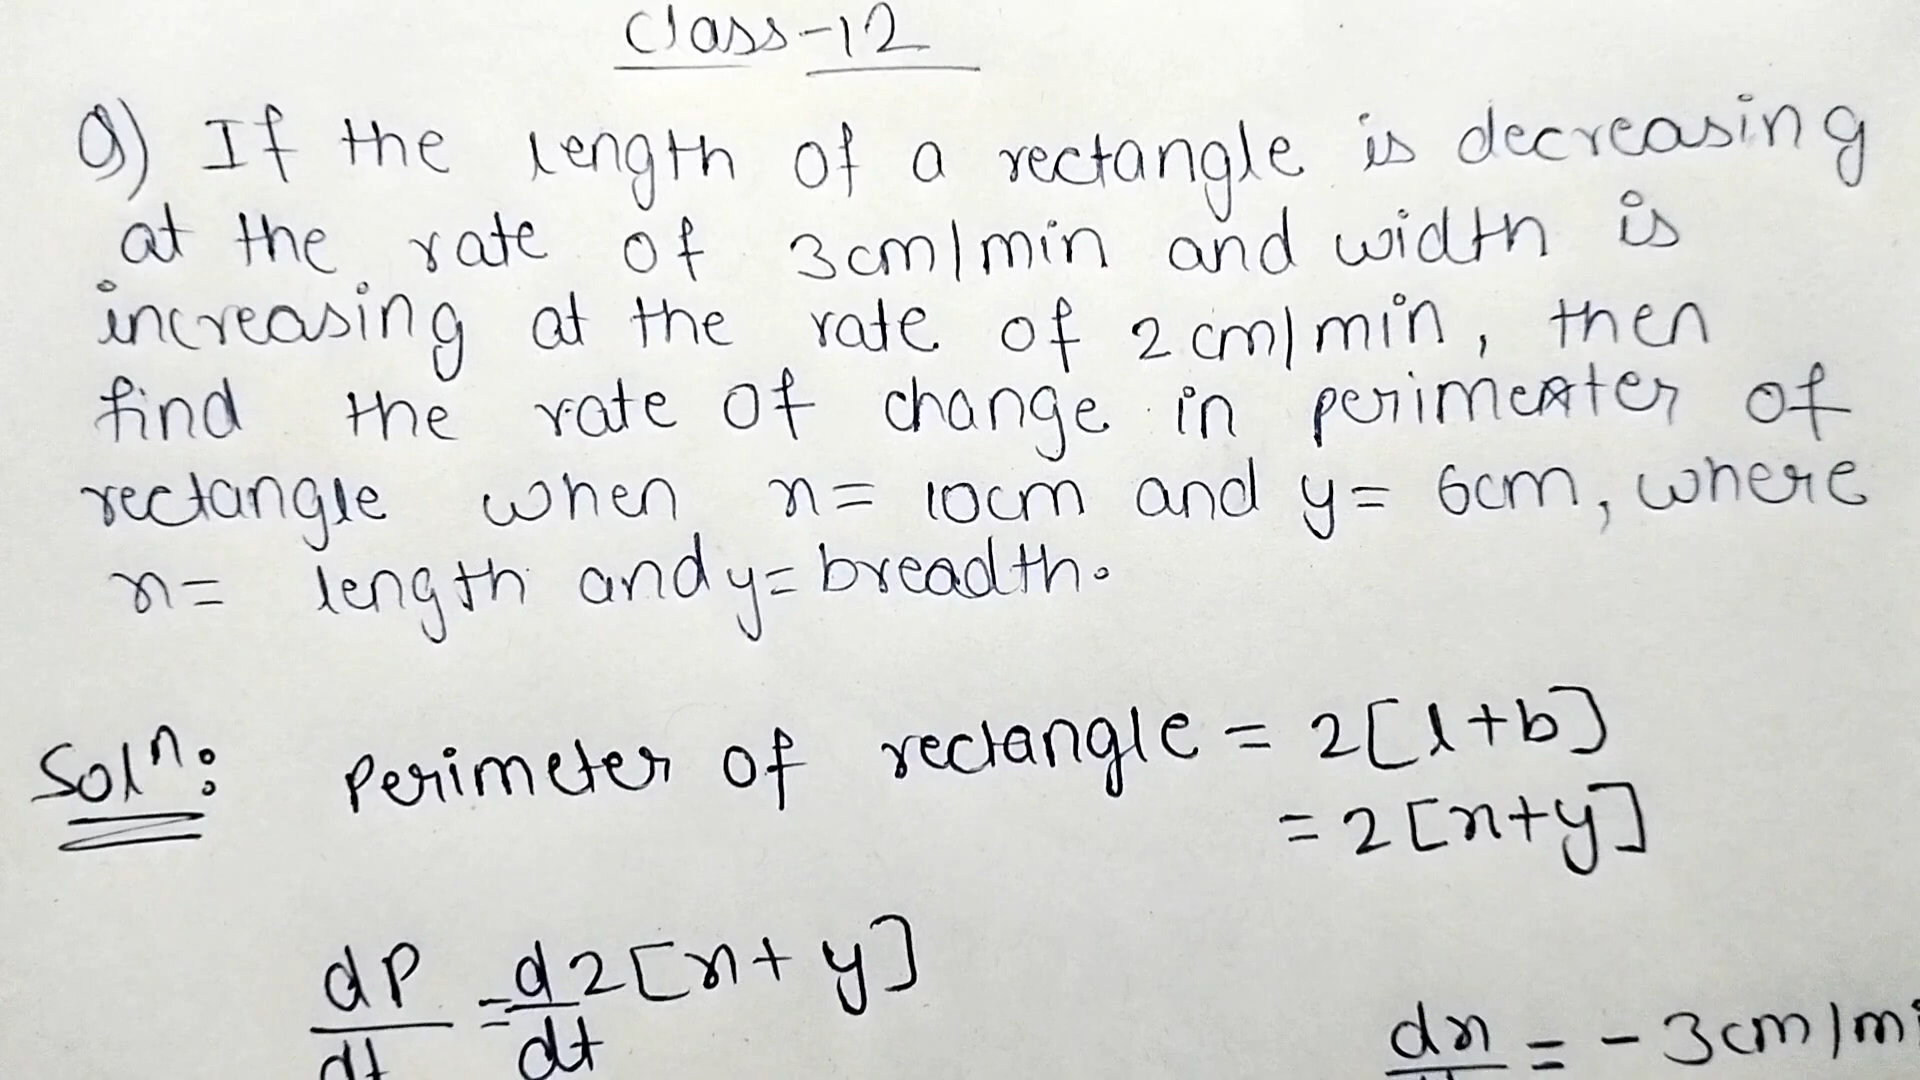 Class-12
Q) If the length of a rectangle is decreasing
at the rate of 3cm/min and width is
increasing at the rate of 2cm/min, then
find the rate of change in perimeter of
rectangle when x= 10cm and y= 6cm, where
x= length and y= breadth.
Solⁿ: Perimeter of rectangle = 2[l+b]
= 2[x+y]
dP/dt = d/dt 2[x+y]
dx = -3cm/m